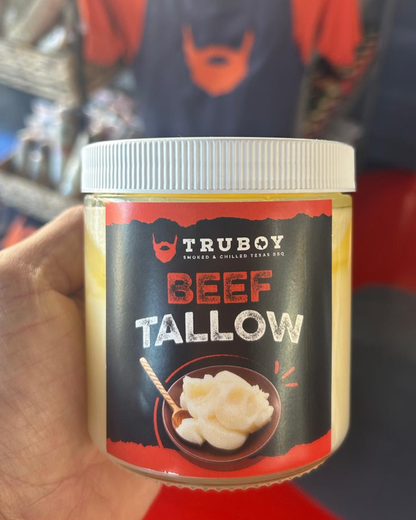 TRUBOY
SMOKED & CHILLED TEXAS BBQ
BEEF
TALLOW